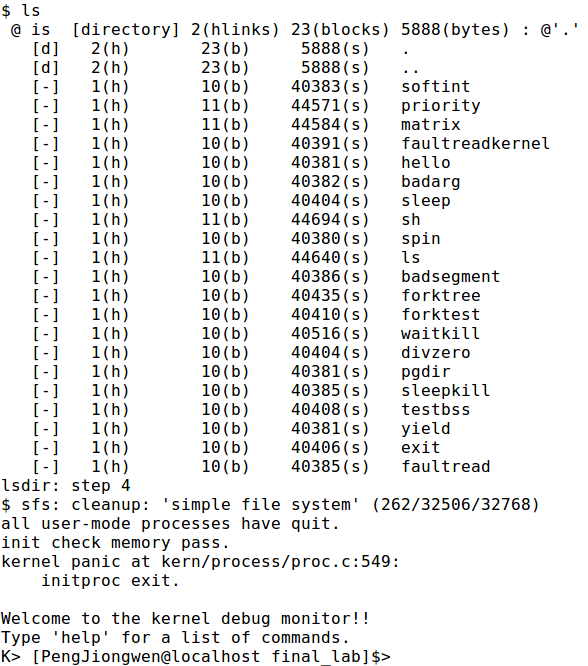 $ ls
 @ is  [directory] 2(hlinks) 23(blocks) 5888(bytes) : @'.'
   [d]   2(h)       23(b)     5888(s)   .
   [d]   2(h)       23(b)     5888(s)   ..
   [-]   1(h)       10(b)    40383(s)   softint
   [-]   1(h)       11(b)    44571(s)   priority
   [-]   1(h)       11(b)    44584(s)   matrix
   [-]   1(h)       10(b)    40391(s)   faultreadkernel
   [-]   1(h)       10(b)    40381(s)   hello
   [-]   1(h)       10(b)    40382(s)   badarg
   [-]   1(h)       10(b)    40404(s)   sleep
   [-]   1(h)       11(b)    44694(s)   sh
   [-]   1(h)       10(b)    40380(s)   spin
   [-]   1(h)       11(b)    44640(s)   ls
   [-]   1(h)       10(b)    40386(s)   badsegment
   [-]   1(h)       10(b)    40435(s)   forktree
   [-]   1(h)       10(b)    40410(s)   forktest
   [-]   1(h)       10(b)    40516(s)   waitkill
   [-]   1(h)       10(b)    40404(s)   divzero
   [-]   1(h)       10(b)    40381(s)   pgdir
   [-]   1(h)       10(b)    40385(s)   sleepkill
   [-]   1(h)       10(b)    40408(s)   testbss
   [-]   1(h)       10(b)    40381(s)   yield
   [-]   1(h)       10(b)    40406(s)   exit
   [-]   1(h)       10(b)    40385(s)   faultread
lsdir: step 4
$ sfs: cleanup: 'simple file system' (262/32506/32768)
all user-mode processes have quit.
init check memory pass.
kernel panic at kern/process/proc.c:549:
    initproc exit.

Welcome to the kernel debug monitor!!
Type 'help' for a list of commands.
K> [PengJiongwen@localhost final_lab]$>